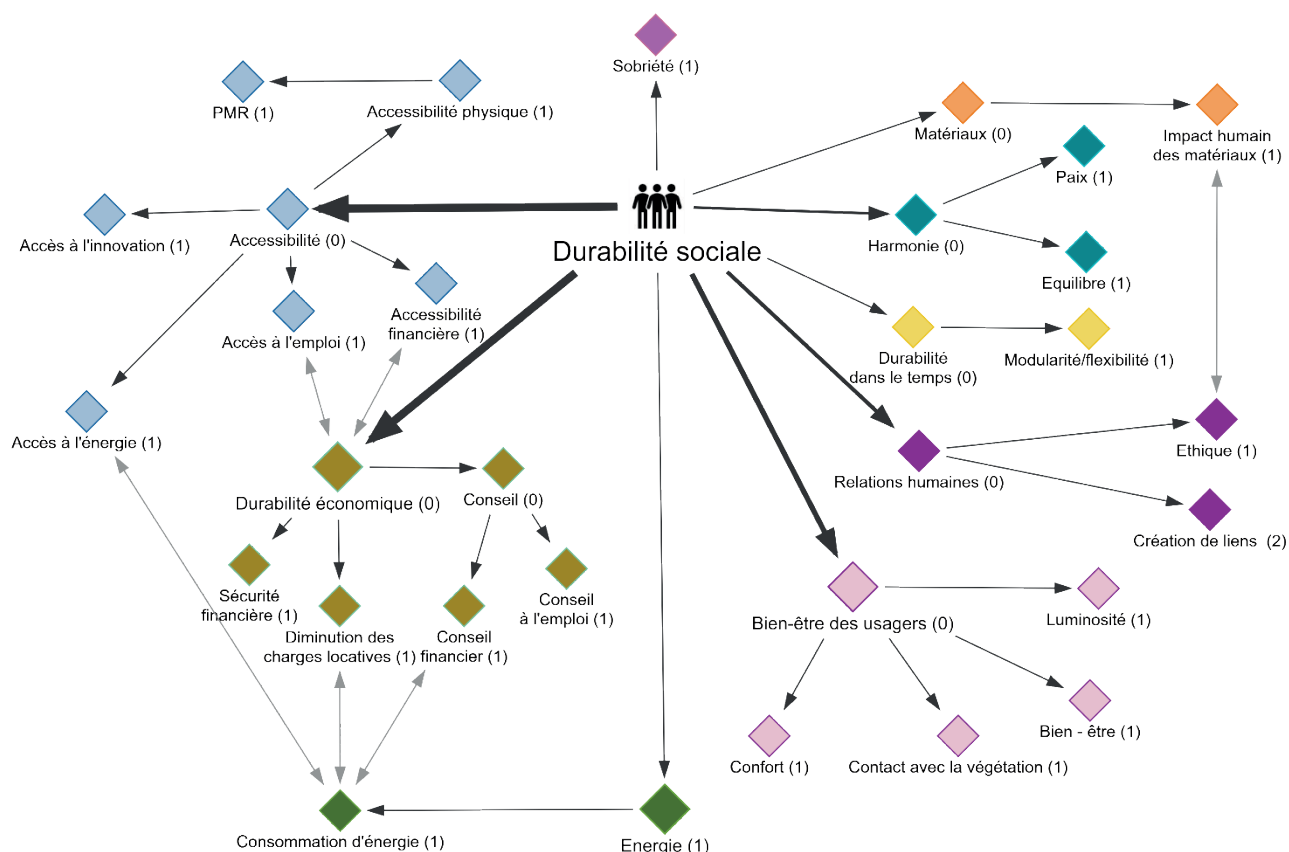 Sobriété (1)
PMR (1)
Accessibilité physique (1)
Matériaux (0)
Impact humain
des matériaux (1)
Paix (1)
Accès à l'innovation (1)
Accessibilité (0)
Durabilité sociale
Harmonie (0)
Equilibre (1)
Accessibilité
financière (1)
Accès à l'emploi (1)
Durabilité
dans le temps (0)
Modularité/flexibilité (1)
Accès à l'énergie (1)
Ethique (1)
Relations humaines (0)
Durabilité économique (0)
Conseil (0)
Création de liens (2)
Sécurité
financière (1)
Conseil
à l'emploi (1)
Diminution des
charges locatives (1)
Conseil
financier (1)
Bien-être des usagers (0)
Luminosité (1)
Bien - être (1)
Confort (1)
Contact avec la végétation (1)
Consommation d'énergie (1)
Energie (1)